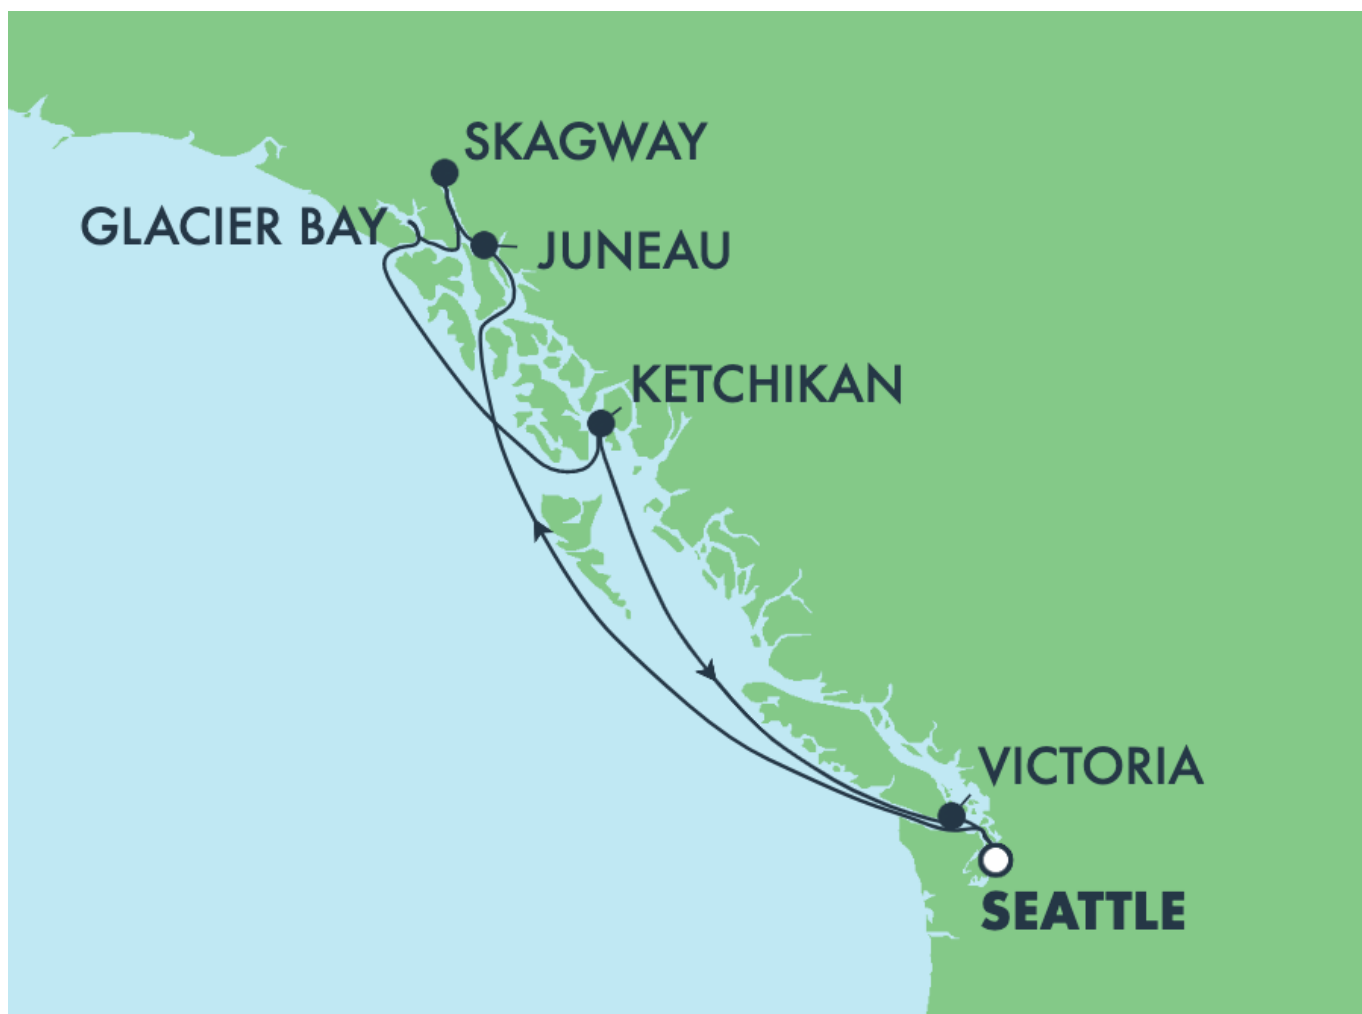 SKAGWAY
GLACIER BAY
JUNEAU
KETCHIKAN
VICTORIA
SEATTLE